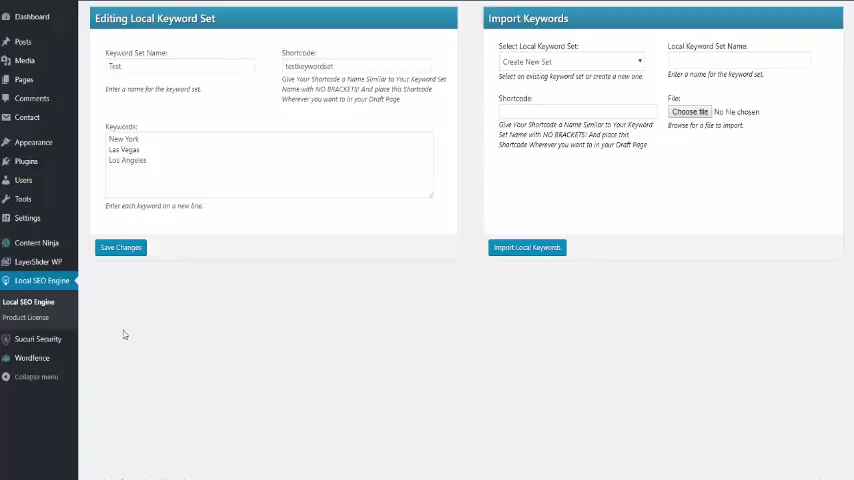 Dashboard
Posts
Media
Pages
Comments
Contact
Appearance
Plugins
Users
Tools
Settings
Content Ninja
LayerSlider WP
Local SEO Engine
Local SEO Engine
Product License
Sucuri Security
Wordfence
Collapse menu
Editing Local Keyword Set
Keyword Set Name:
Test
Enter a name for the keyword set.
Shortcode:
testkeywordset
Give Your Shortcode a Name Similar to Your Keyword Set
Name with NO BRACKETS! And place this Shortcode
Wherever you want to in your Draft Page
Keywords:
New York
Las Vegas
Los Angeles
Enter each keyword on a new line.
Save Changes
Import Keywords
Select Local Keyword Set:
Create New Set
Select an existing keyword set or create a new one.
Local Keyword Set Name:
Enter a name for the keyword set.
Shortcode:
Give Your Shortcode a Name Similar to Your Keyword
Set Name with NO BRACKETS! And place this
Shortcode Wherever you want to in your Draft Page
File:
Choose file No file chosen
Browse for a file to import.
Import Local Keywords